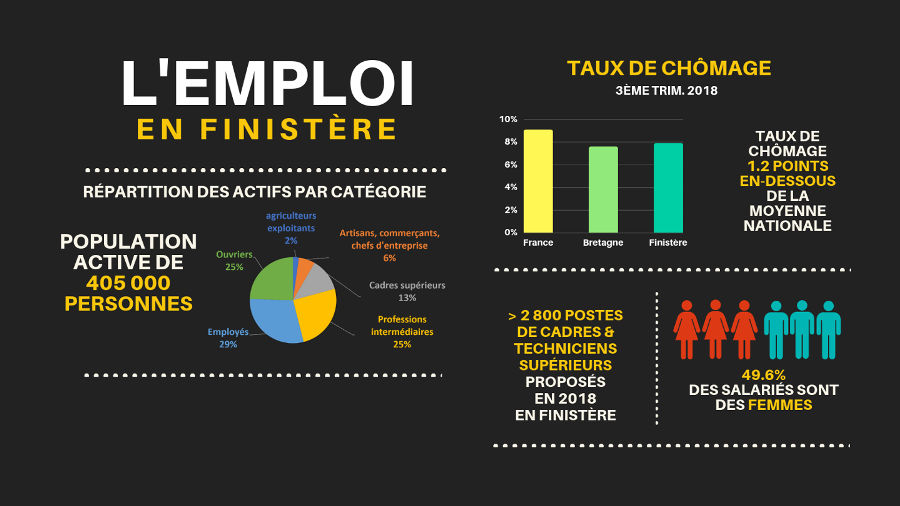 L'EMPLOI
EN FINISTÈRE
RÉPARTITION DES ACTIFS PAR CATÉGORIE
POPULATION
ACTIVE DE
405 000
PERSONNES
agriculteurs
exploitants
2%
Artisans, commerçants,
chefs d'entreprise
6%
Cadres supérieurs
13%
Professions
intermédiaires
25%
Employés
29%
Ouvriers
25%
TAUX DE CHÔMAGE
3ÈME TRIM. 2018
10%
8%
6%
4%
2%
0%
France
Bretagne
Finistère
TAUX DE
CHÔMAGE
1.2 POINTS
EN-DESSOUS
DE LA
MOYENNE
NATIONALE
> 2 800 POSTES
DE CADRES &
TECHNICIENS
SUPÉRIEURS
PROPOSÉS
EN 2018
EN FINISTÈRE
49.6%
DES SALARIÉS SONT
DES FEMMES